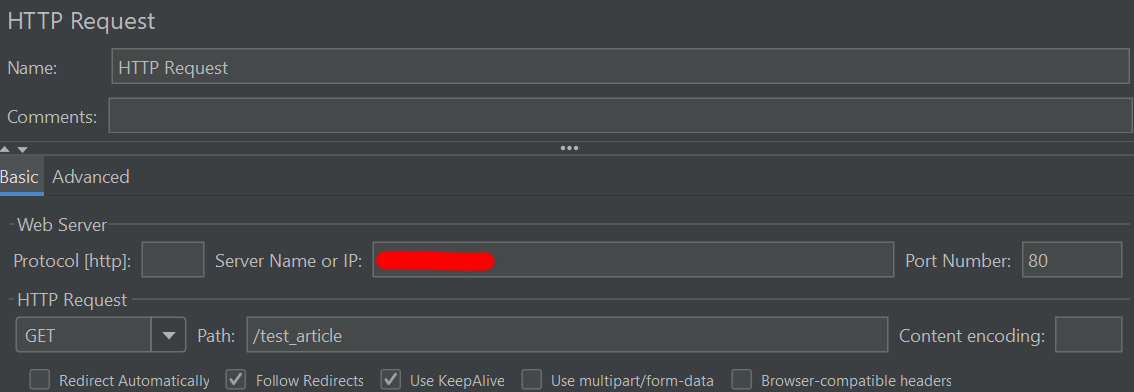 HTTP Request
Name: HTTP Request
Comments:
Basic Advanced
Web Server
Protocol [http]: Server Name or IP: Port Number: 80
HTTP Request
GET Path: /test_article Content encoding:
Redirect Automatically Follow Redirects Use KeepAlive Use multipart/form-data Browser-compatible headers